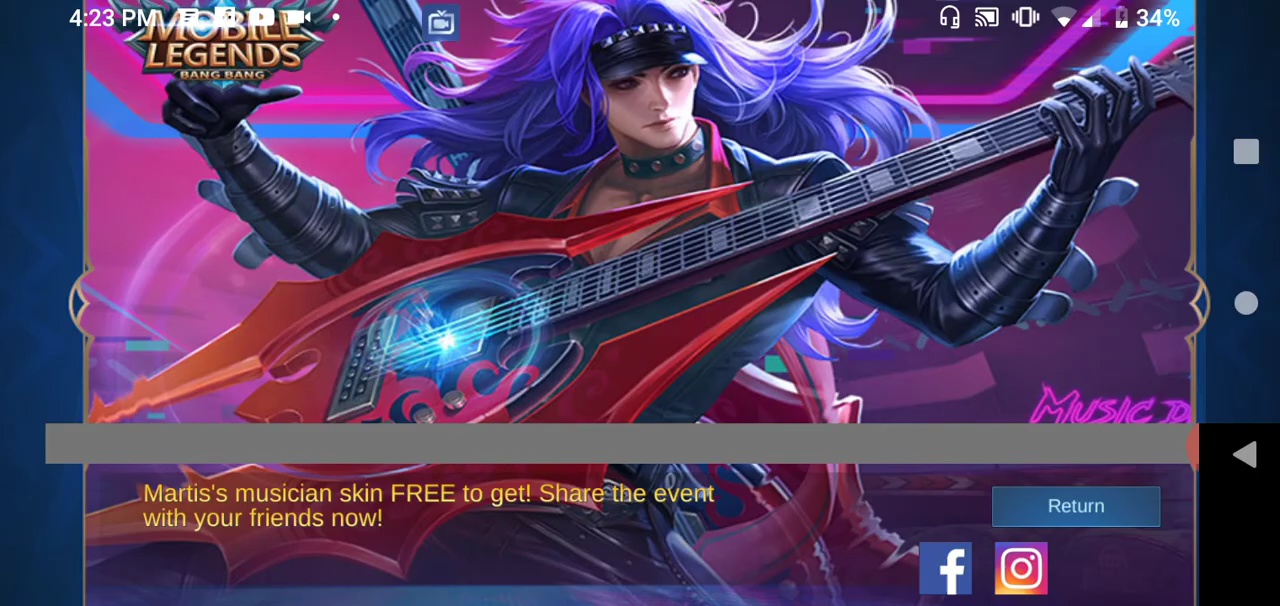 4:23 PM
34%
MOBILE
LEGENDS
BANG BANG
MUSIC
Martis's musician skin FREE to get! Share the event
with your friends now!
Return